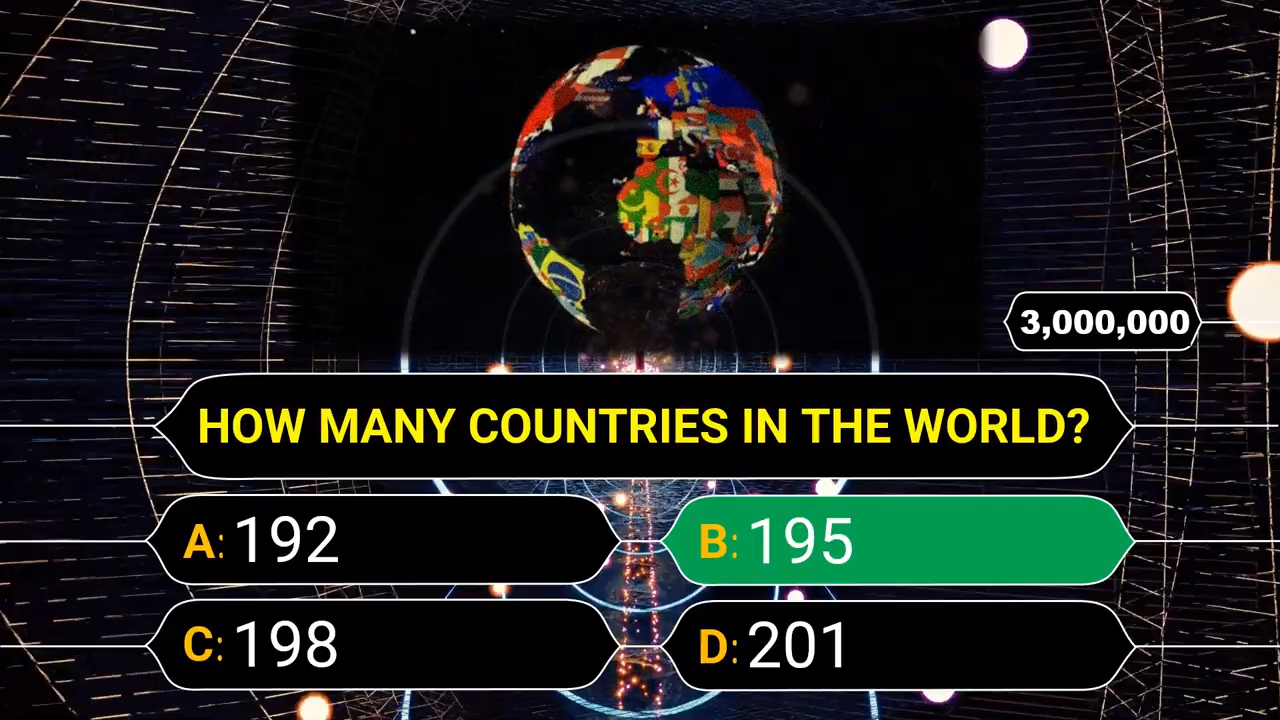 3,000,000
HOW MANY COUNTRIES IN THE WORLD?
A: 192
B: 195
C: 198
D: 201